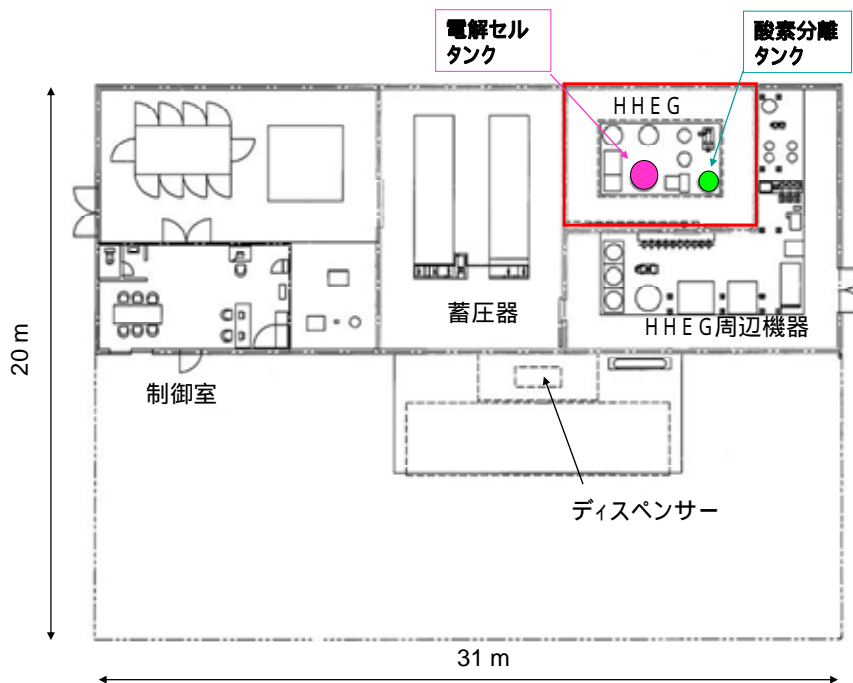 電解セル
タンク
酸素分離
タンク
HHEG
蓄圧器
HHEG周辺機器
制御室
ディスペンサー
20 m
31 m